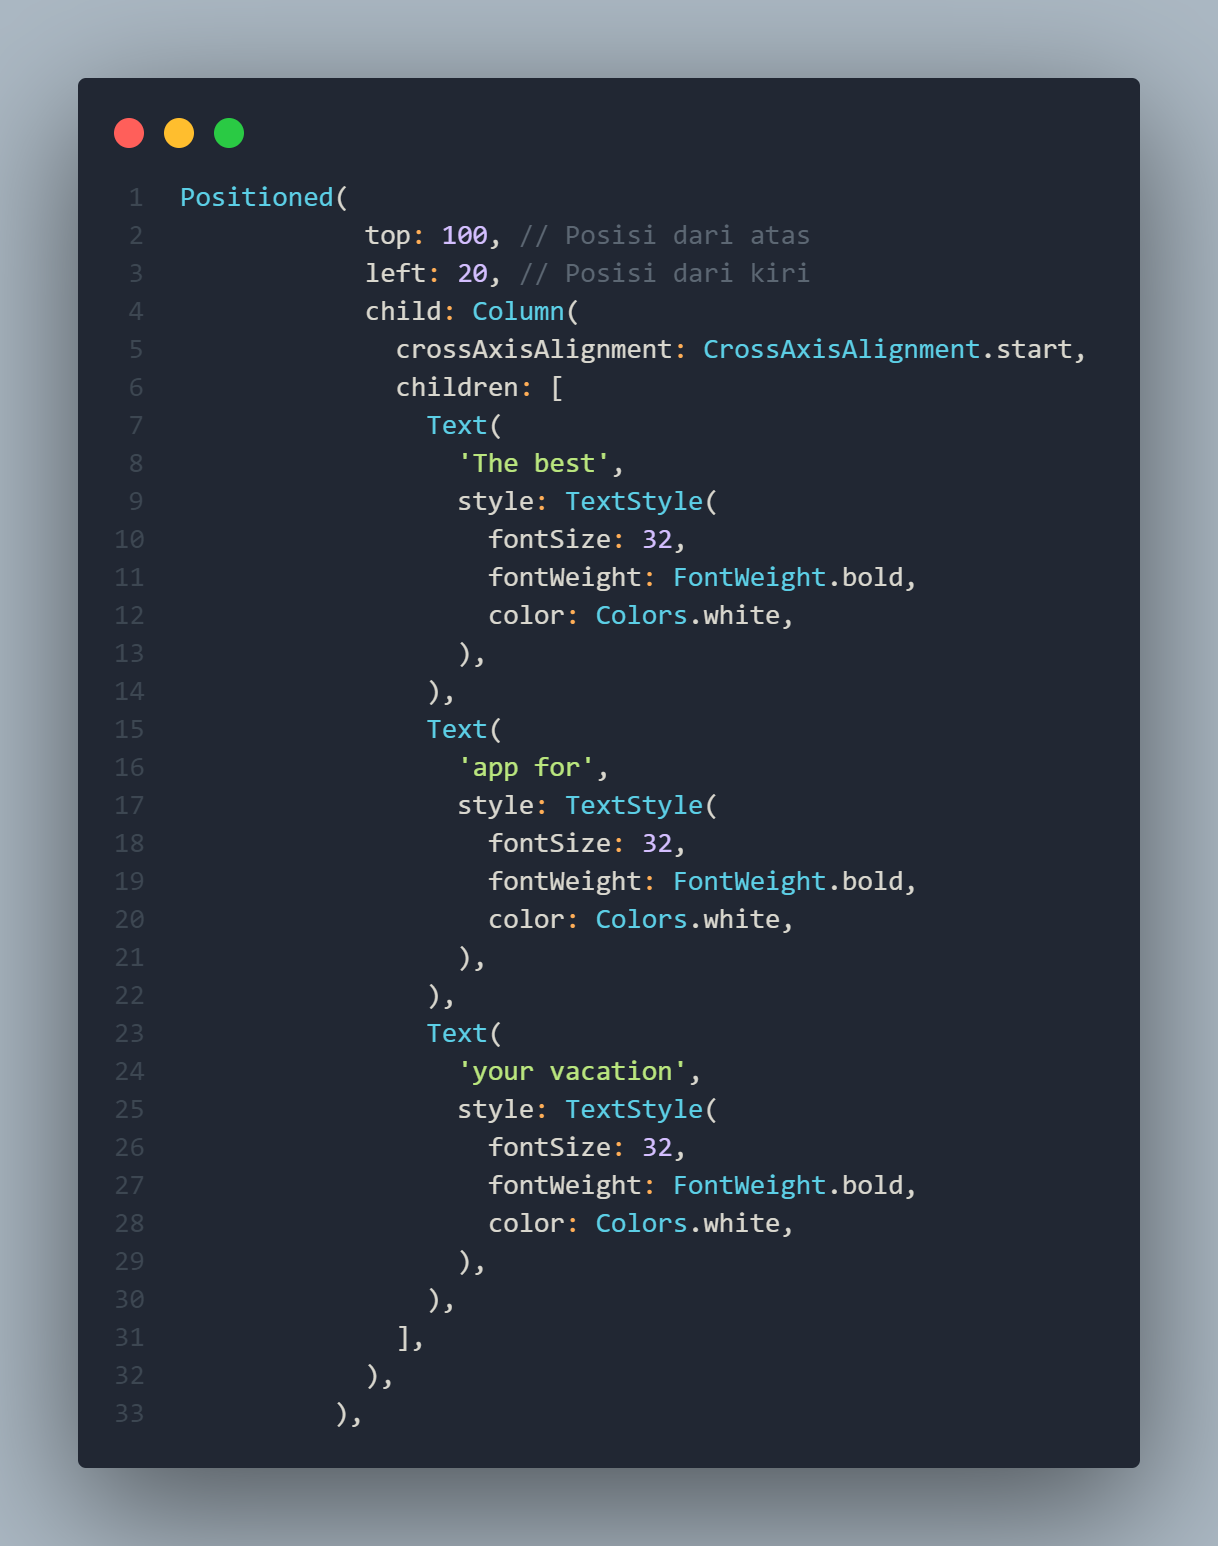 1 Positioned(
2 top: 100, // Posisi dari atas
3 left: 20, // Posisi dari kiri
4 child: Column(
5 crossAxisAlignment: CrossAxisAlignment.start,
6 children: [
7 Text(
8 'The best',
9 style: TextStyle(
10 fontSize: 32,
11 fontWeight: FontWeight.bold,
12 color: Colors.white,
13 ),
14 ),
15 Text(
16 'app for',
17 style: TextStyle(
18 fontSize: 32,
19 fontWeight: FontWeight.bold,
20 color: Colors.white,
21 ),
22 ),
23 Text(
24 'your vacation',
25 style: TextStyle(
26 fontSize: 32,
27 fontWeight: FontWeight.bold,
28 color: Colors.white,
29 ),
30 ),
31 ],
32 ),
33 ),